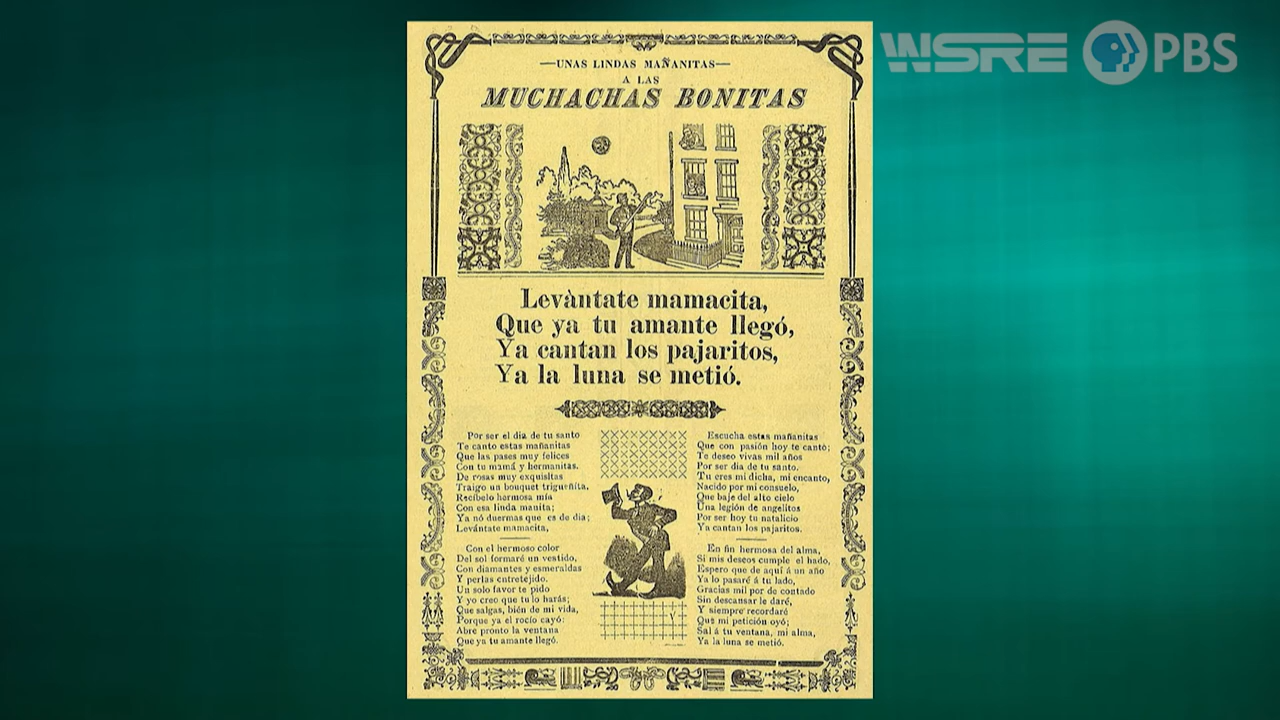 WSRE PBS
—UNAS LINDAS MAÑANITAS—
A LAS
MUCHACHAS BONITAS
Levàntate mamacita,
Que ya tu amante llegó,
Ya cantan los pajaritos,
Ya la luna se metió.
Por ser el dia de tu santo
Te canto estas mañanitas
Que las pases muy felices
Con tu mamá y hermanitas.
De rosas muy exquisitas
Traigo un bouquet trigueñita.
Recíbelo hermosa mía
Con esa linda manita;
Ya nó duermas que es de dia;
Levántate mamacita,
Con el hermoso color
Del sol formaré un vestido,
Con diamantes y esmeraldas
Y perlas entretejido.
Un solo favor te pido
Y yo creo que tu lo harás;
Que salgas, bién de mi vida,
Porque ya el rocío cayó:
Abre pronto la ventana
Que ya tu amante llegó.
Escucha estas mañanitas
Que con pasión hoy te canto;
Te deseo vivas mil años
Por ser dia de tu santo.
Tu eres mi dicha, mi encanto,
Nacido por mi consuelo,
Que baje del alto cielo
Una legión de angelitos
Por ser hoy tu natalicio
Ya cantan los pajaritos.
En fin hermosa del alma,
Si mis deseos cumple el hado,
Espero que de aquí á un año
Ya lo pasaré á tu lado,
Gracias mil por de contado
Sin descansar le daré,
Y siempre recordaré
Que mi petición oyó;
Sal á tu ventana, mi alma,
Ya la luna se metió.